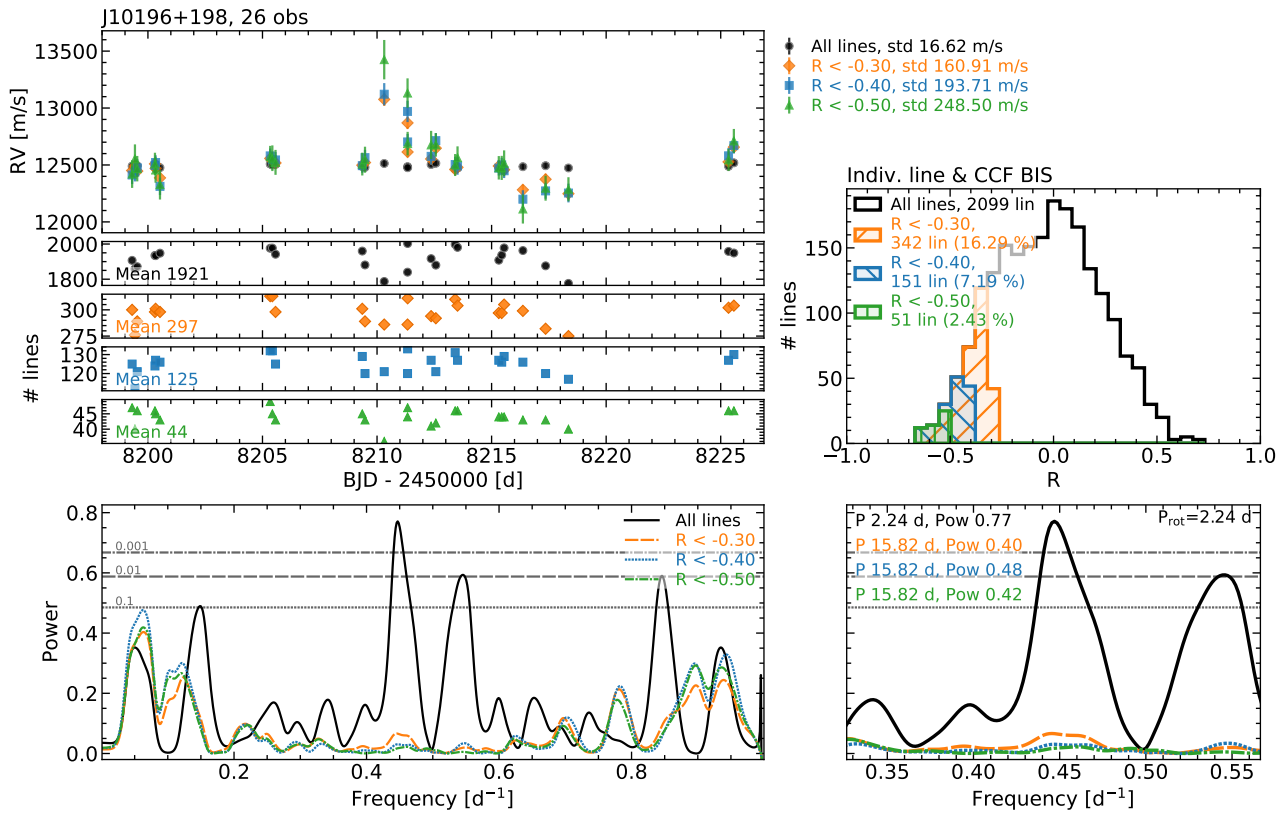 J10196+198, 26 obs
RV [m/s]
13500
13000
12500
12000
All lines, std 16.62 m/s
R < -0.30, std 160.91 m/s
R < -0.40, std 193.71 m/s
R < -0.50, std 248.50 m/s
2000
1800
Mean 1921
300
275
Mean 297
130
120
Mean 125
45
40
Mean 44
# lines
8200
8205
8210
8215
8220
8225
BJD - 2450000 [d]
Indiv. line & CCF BIS
All lines, 2099 lin
R < -0.30,
342 lin (16.29 %)
R < -0.40,
151 lin (7.19 %)
R < -0.50,
51 lin (2.43 %)
# lines
150
100
50
0
−1.0
−0.5
0.0
0.5
1.0
R
Power
0.8
0.6
0.4
0.2
0.0
0.001
0.01
0.1
All lines
R < -0.30
R < -0.40
R < -0.50
0.2
0.4
0.6
0.8
Frequency [d⁻¹]
P 2.24 d, Pow 0.77
P 15.82 d, Pow 0.40
P 15.82 d, Pow 0.48
P 15.82 d, Pow 0.42
Prot=2.24 d
0.35
0.40
0.45
0.50
0.55
Frequency [d⁻¹]